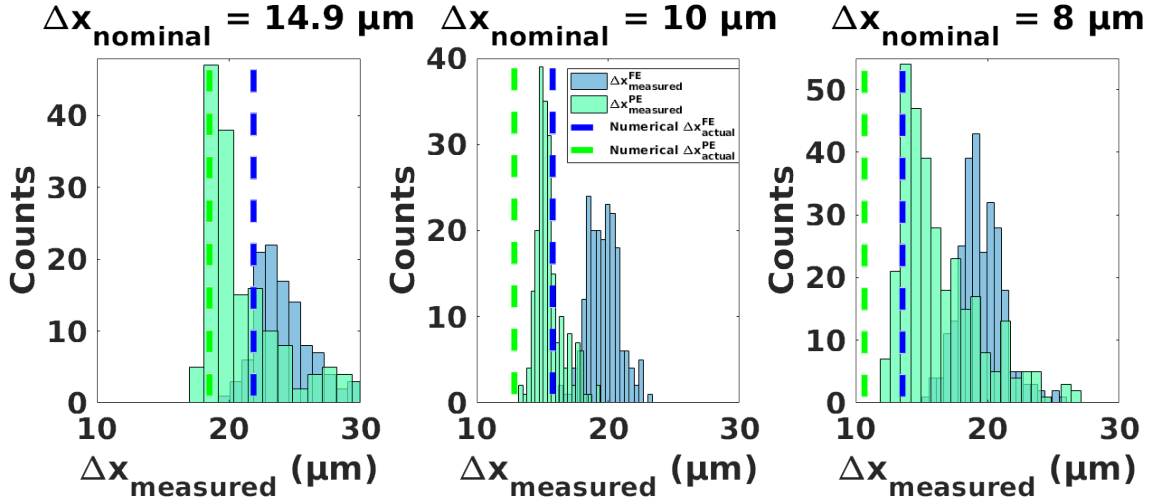 Δx_nominal = 14.9 μm
Δx_nominal = 10 μm
Δx_nominal = 8 μm
Counts
0
10
20
30
40
10
20
30
Δx_measured (μm)
Counts
0
10
20
30
40
10
20
30
Δx_measured (μm)
Δx^FE_measured
Δx^PE_measured
Numerical Δx^FE_actual
Numerical Δx^PE_actual
Counts
0
10
20
30
40
50
10
20
30
Δx_measured (μm)